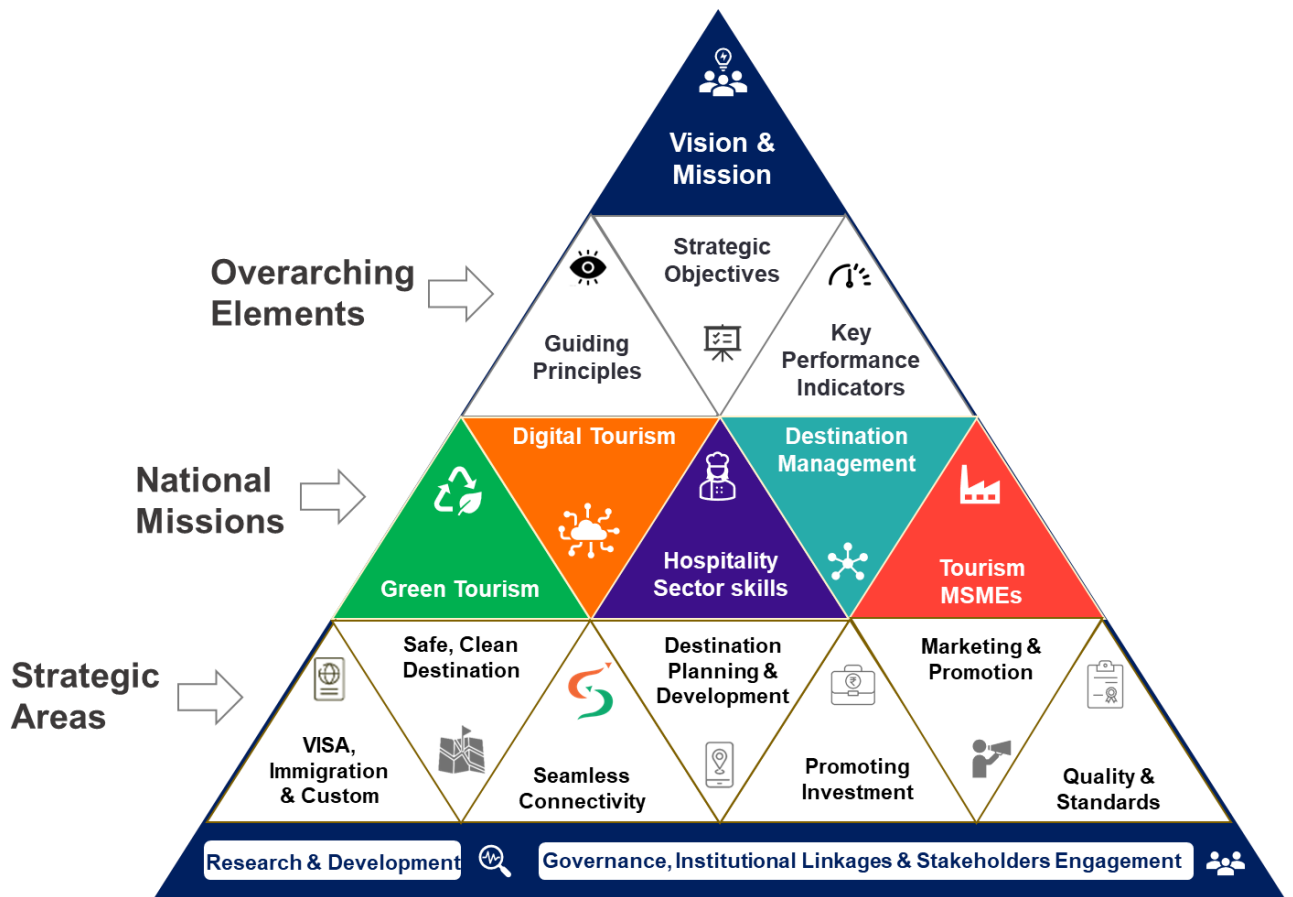 Vision &
Mission
Overarching
Elements
Strategic
Objectives
Guiding
Principles
Key
Performance
Indicators
National
Missions
Digital Tourism
Destination
Management
Green Tourism
Hospitality
Sector skills
Tourism
MSMEs
Strategic
Areas
Safe, Clean
Destination
Destination
Planning &
Development
Marketing &
Promotion
VISA,
Immigration
& Custom
Seamless
Connectivity
₹
Promoting
Investment
Quality &
Standards
Research & Development
Governance, Institutional Linkages & Stakeholders Engagement